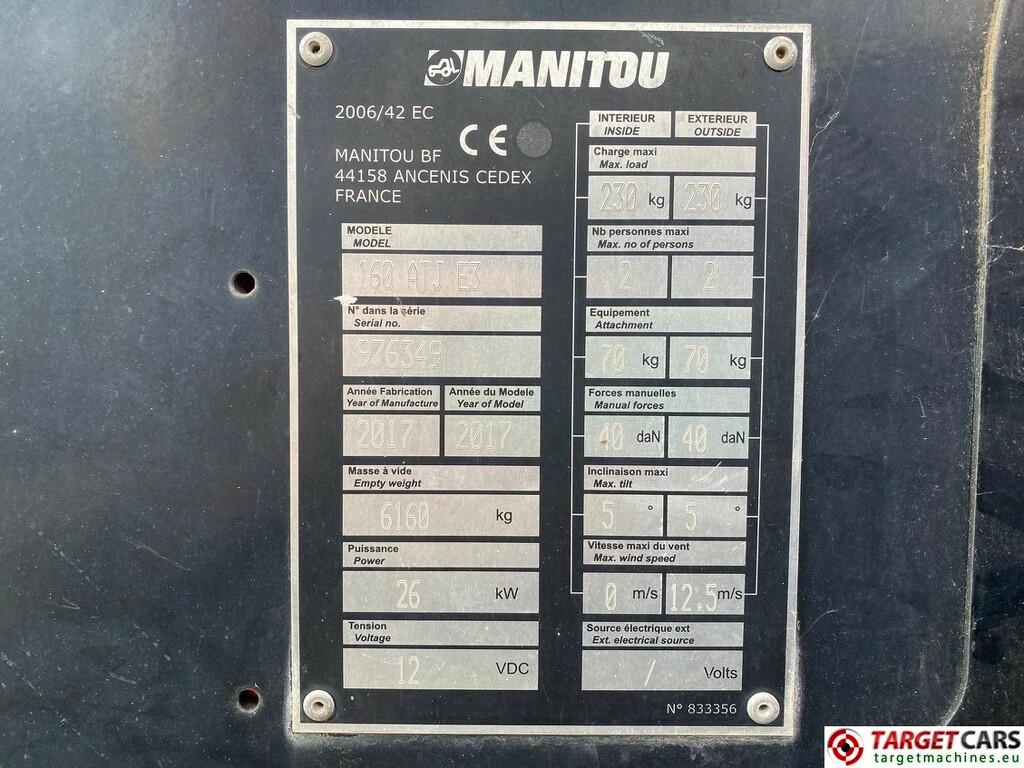 MANITOU
2006/42 EC
CE
MANITOU BF
44158 ANCENIS CEDEX
FRANCE
MODELE
MODEL
160 ATJ E3
N° dans la série
Serial no.
976349
Année Fabrication
Year of Manufacture
2017
Année du Modele
Year of Model
2017
Masse à vide
Empty weight
6160 kg
Puissance
Power
26 kW
Tension
Voltage
12 VDC
INTERIEUR
INSIDE
EXTERIEUR
OUTSIDE
Charge maxi
Max. load
230 kg 230 kg
Nb personnes maxi
Max. no of persons
2 2
Equipement
Attachment
70 kg 70 kg
Forces manuelles
Manual forces
40 daN 40 daN
Inclinaison maxi
Max. tilt
5 ° 5 °
Vitesse maxi du vent
Max. wind speed
0 m/s 12.5 m/s
Source électrique ext
Ext. electrical source
/ Volts
N° 833356
TARGETCARS
targetmachines.eu